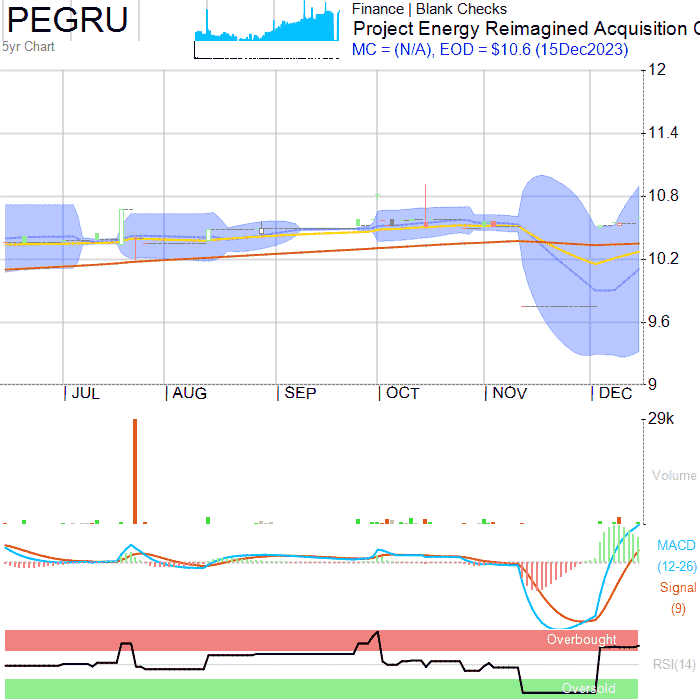 PEGRU
5yr Chart
Finance | Blank Checks
Project Energy Reimagined Acquisition C
MC = (N/A), EOD = $10.6 (15Dec2023)
12
11.4
10.8
10.2
9.6
9
JUL
AUG
SEP
OCT
NOV
DEC
29k
Volume
MACD
(12-26)
Signal
(9)
Overbought
RSI(14)
Oversold